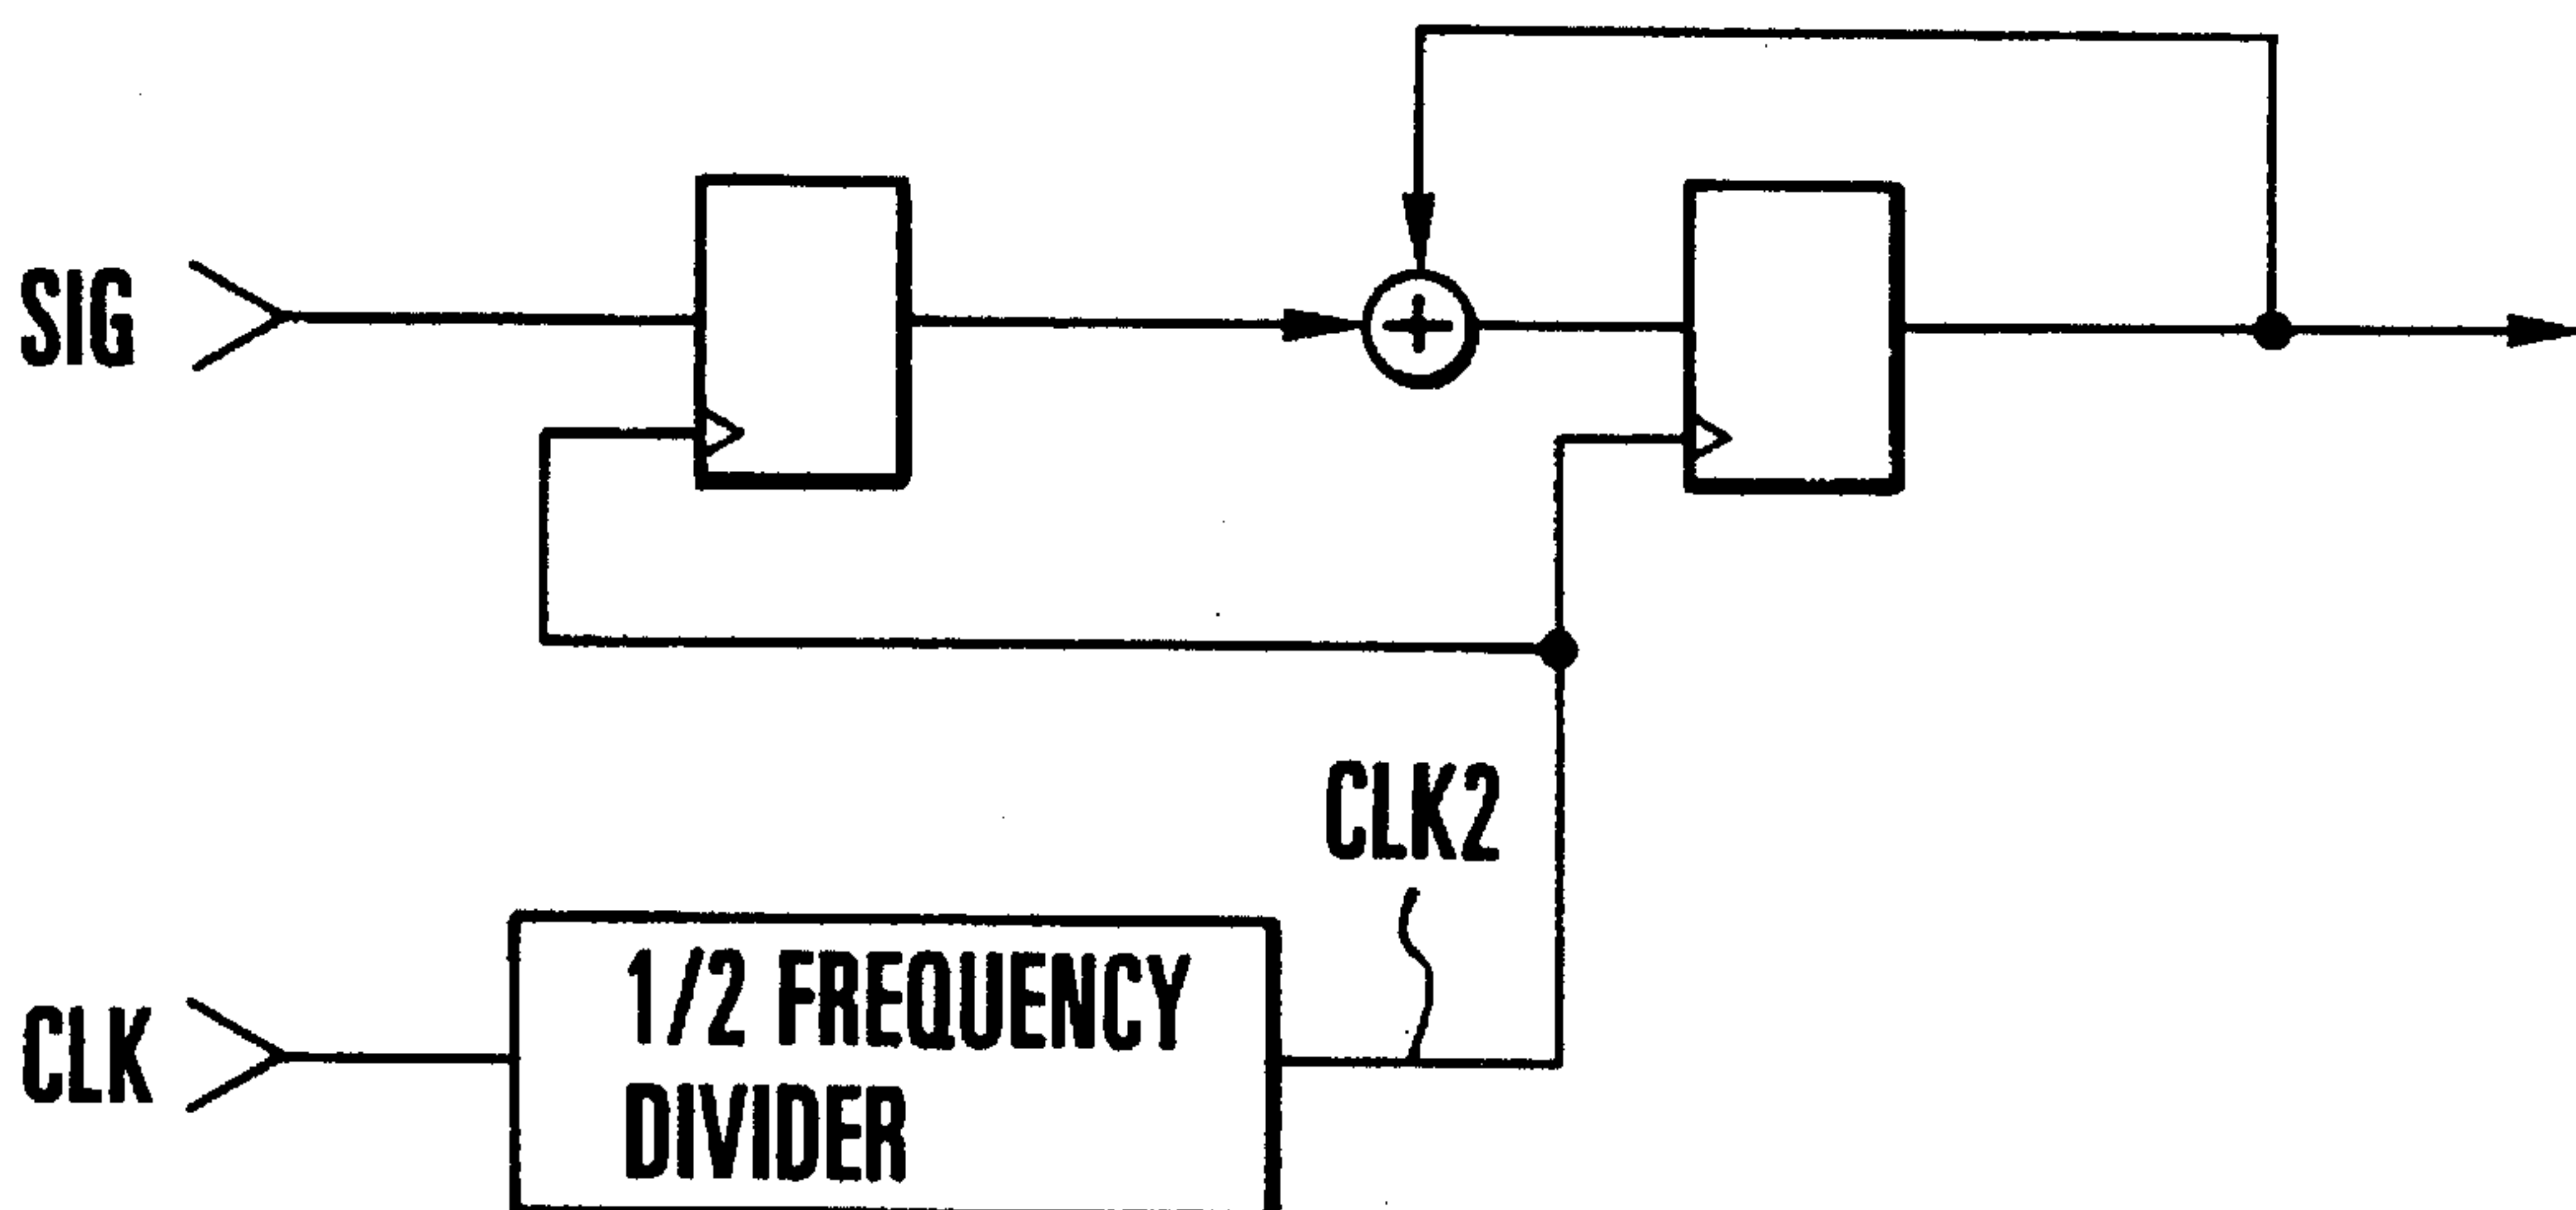 SIG
CLK2
CLK
1/2 FREQUENCY
DIVIDER